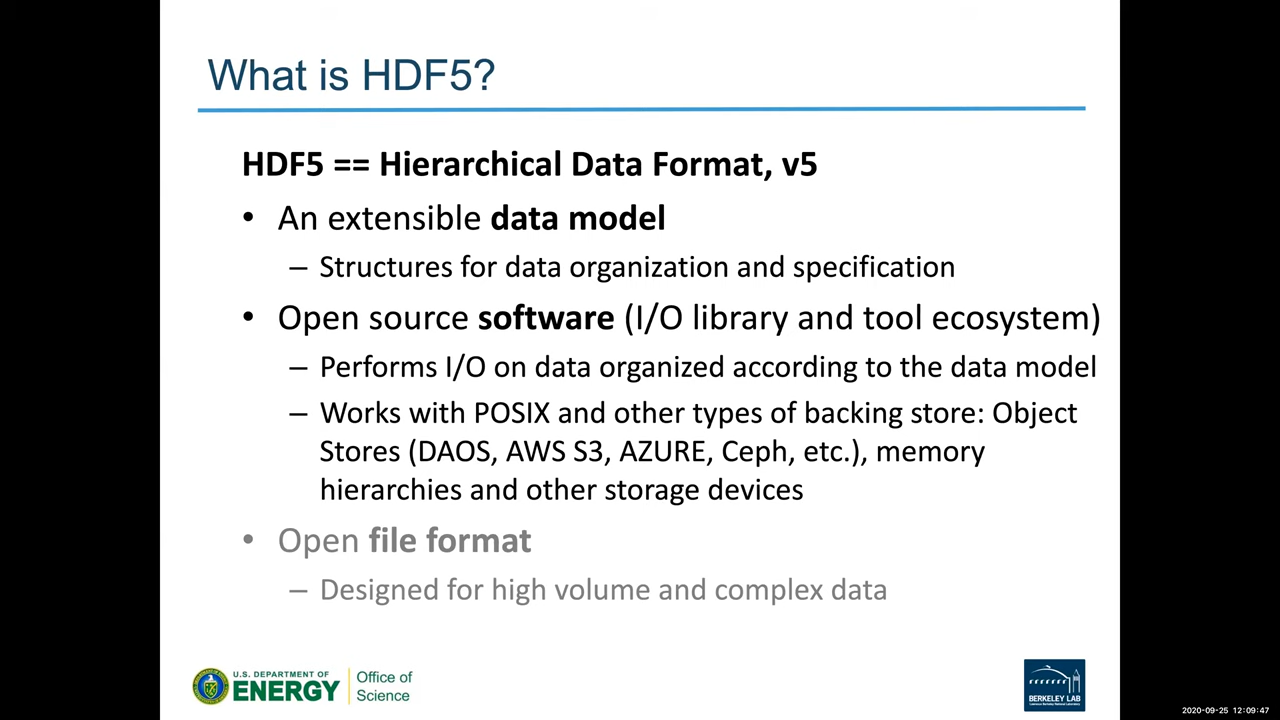 What is HDF5?
HDF5 == Hierarchical Data Format, v5
• An extensible data model
– Structures for data organization and specification
• Open source software (I/O library and tool ecosystem)
– Performs I/O on data organized according to the data model
– Works with POSIX and other types of backing store: Object
Stores (DAOS, AWS S3, AZURE, Ceph, etc.), memory
hierarchies and other storage devices
• Open file format
– Designed for high volume and complex data
U.S. DEPARTMENT OF
ENERGY
Office of
Science
BERKELEY LAB
Lawrence Berkeley National Laboratory
2020-09-25 12:09:47